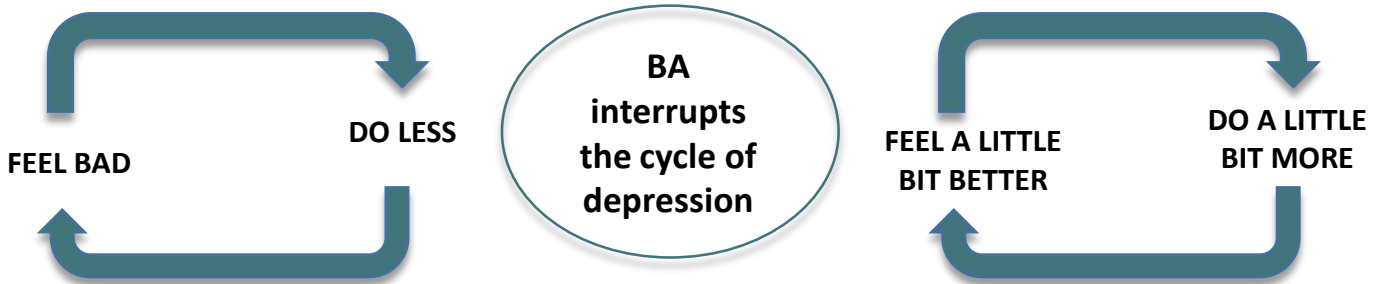 FEEL BAD
DO LESS
BA
interrupts
the cycle of
depression
FEEL A LITTLE
BIT BETTER
DO A LITTLE
BIT MORE